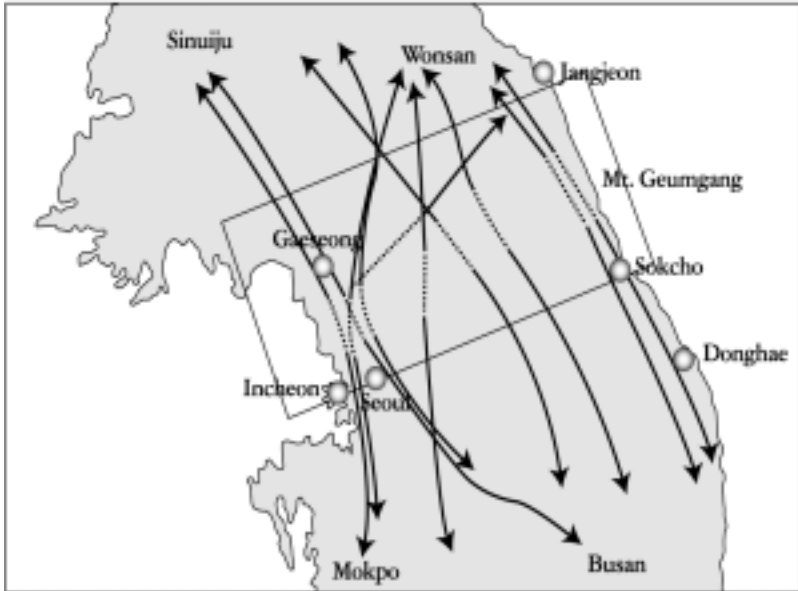 Sinuiju
Wonsan
Jangjeon
Mt. Geumgang
Gaeseong
Sokcho
Donghae
Incheon
Seoul
Mokpo
Busan